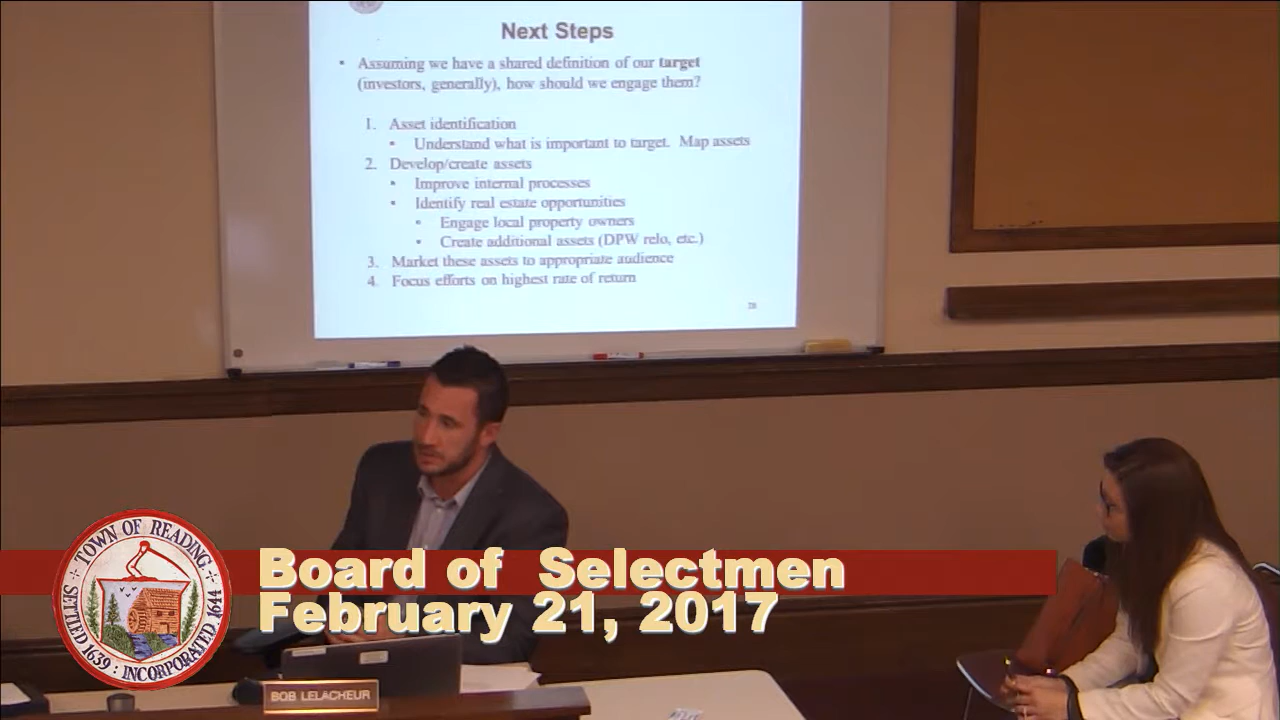 Next Steps
• Assuming we have a shared definition of our target
(investors, generally), how should we engage them?
1. Asset identification
• Understand what is important to target. Map assets
2. Develop/create assets
• Improve internal processes
• Identify real estate opportunities
• Engage local property owners
• Create additional assets (DPW relo, etc.)
3. Market these assets to appropriate audience
4. Focus efforts on highest rate of return
TOWN OF READING
SETTLED 1639 : INCORPORATED 1644
Board of Selectmen
February 21, 2017
BOB LELACHEUR